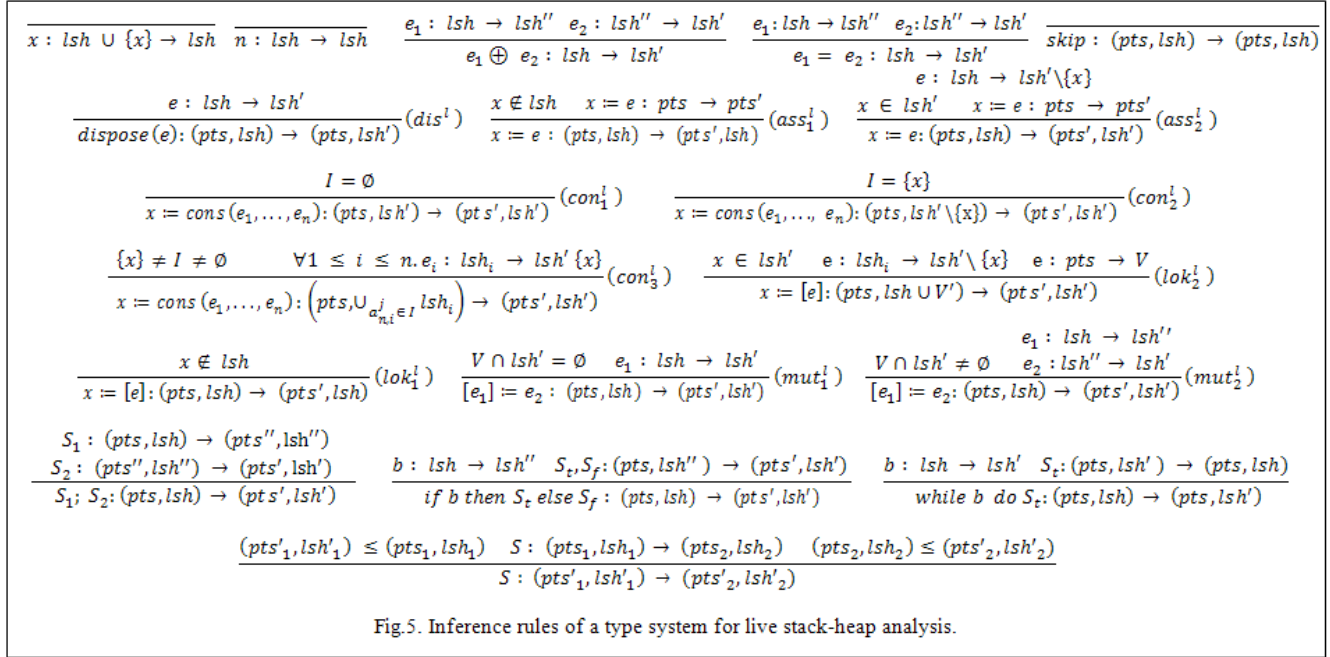 x : lsh ∪ {x} → lsh   n : lsh → lsh   e₁ : lsh → lsh′′   e₂ : lsh′′ → lsh′   e₁: lsh → lsh′′   e₂: lsh′′ → lsh′
e₁ ⊕ e₂ : lsh → lsh′   e₁ = e₂ : lsh → lsh′   skip : (pts, lsh) → (pts, lsh)
e : lsh → lsh′\{x}
e : lsh → lsh′   x ∉ lsh   x ≔ e : pts → pts′   x ∈ lsh′   x ≔ e : pts → pts′
dispose(e): (pts, lsh) → (pts, lsh′) (disˡ)   x ≔ e : (pts, lsh) → (pts′, lsh) (ass₁ˡ)   x ≔ e: (pts, lsh) → (pts′, lsh′) (ass₂ˡ)
I = ∅   I = {x}
x ≔ cons(e₁, ..., eₙ): (pts, lsh′) → (pts′, lsh′) (con₁ˡ)   x ≔ cons(e₁, ..., eₙ): (pts, lsh′\{x}) → (pts′, lsh′) (con₂ˡ)
{x} ≠ I ≠ ∅   ∀1 ≤ i ≤ n. eᵢ : lshᵢ → lsh′ {x}   x ∈ lsh′   e : lshᵢ → lsh′\ {x}   e : pts → V
x ≔ cons(e₁, ..., eₙ): (pts, ∪_{a^j_{n,i} ∈ I} lshᵢ) → (pts′, lsh′) (con₃ˡ)   x ≔ [e]: (pts, lsh ∪ V′) → (pts′, lsh′) (lok₂ˡ)
e₁ : lsh → lsh′′
x ∉ lsh   V ∩ lsh′ = ∅   e₁ : lsh → lsh′   V ∩ lsh′ ≠ ∅   e₂ : lsh′′ → lsh′
x ≔ [e]: (pts, lsh) → (pts′, lsh) (lok₁ˡ)   [e₁] ≔ e₂ : (pts, lsh) → (pts′, lsh′) (mut₁ˡ)   [e₁] ≔ e₂: (pts, lsh) → (pts′, lsh′) (mut₂ˡ)
S₁ : (pts, lsh) → (pts′′, lsh′′)
S₂ : (pts′′, lsh′′) → (pts′, lsh′)   b : lsh → lsh′′   Sₜ, S_f: (pts, lsh′′) → (pts′, lsh′)   b : lsh → lsh′   Sₜ: (pts, lsh′) → (pts, lsh)
S₁; S₂: (pts, lsh) → (pts′, lsh′)   if b then Sₜ else S_f : (pts, lsh) → (pts′, lsh′)   while b do Sₜ: (pts, lsh) → (pts, lsh′)
(pts′₁, lsh′₁) ≤ (pts₁, lsh₁)   S : (pts₁, lsh₁) → (pts₂, lsh₂)   (pts₂, lsh₂) ≤ (pts′₂, lsh′₂)
S : (pts′₁, lsh′₁) → (pts′₂, lsh′₂)
Fig.5. Inference rules of a type system for live stack-heap analysis.